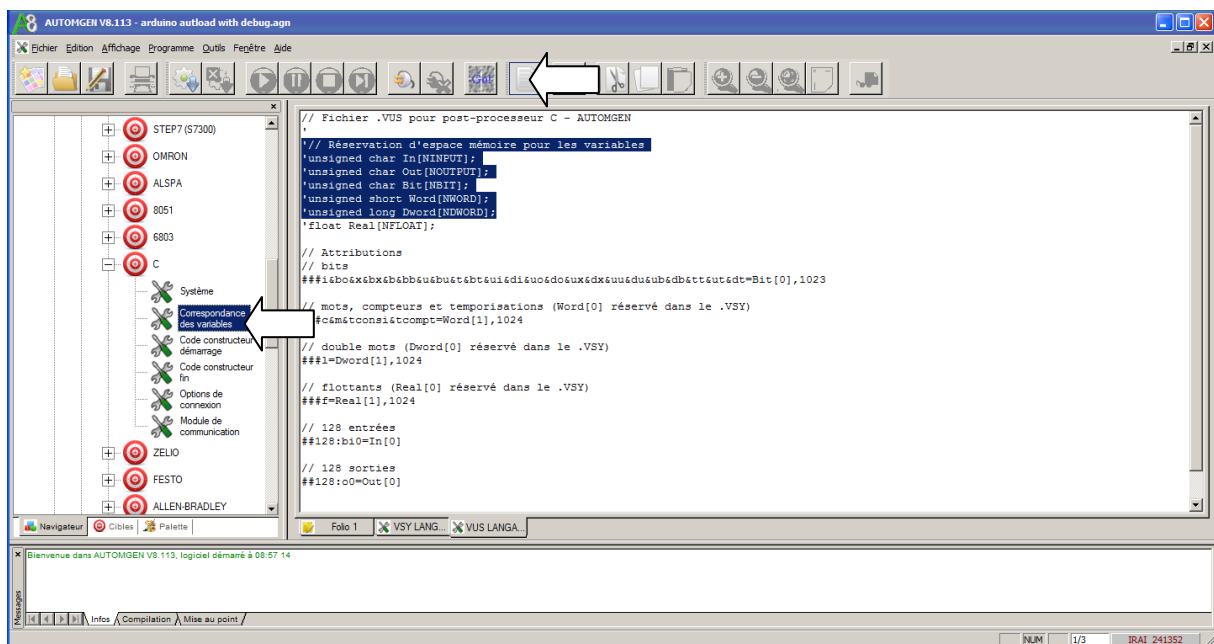 AUTOMGEN V8.113 - arduino autload with debug.agn
Fichier Edition Affichage Programme Outils Fenêtre Aide
Go!
STEP7 (S7300)
OMRON
ALSPA
8051
6803
C
Système
Correspondance
des variables
Code constructeur
démarrage
Code constructeur
fin
Options de
connexion
Module de
communication
ZELIO
FESTO
ALLEN-BRADLEY
Navigateur Cibles Palette
// Fichier .VUS pour post-processeur C - AUTOMGEN
'
'// Réservation d'espace mémoire pour les variables
'unsigned char In[NINPUT];
'unsigned char Out[NOUTPUT];
'unsigned char Bit[NBIT];
'unsigned short Word[NWORD];
'unsigned long Dword[NDWORD];
'float Real[NFLOAT];
// Attributions
// bits
###i&bo&x&bx&b&bb&u&bu&t&bt&ui&di&uo&do&ux&dx&uu&du&ub&db&tt&ut&dt=Bit[0],1023
// mots, compteurs et temporisations (Word[0] réservé dans le .VSY)
#c&m&tconsi&tcompt=Word[1],1024
// double mots (Dword[0] réservé dans le .VSY)
###l=Dword[1],1024
// flottants (Real[0] réservé dans le .VSY)
###f=Real[1],1024
// 128 entrées
##128:bi0=In[0]
// 128 sorties
##128:o0=Out[0]
Folio 1 VSY LANG... VUS LANGA...
Bienvenue dans AUTOMGEN V8.113, logiciel démarré à 08:57 14
Messages
Infos Compilation Mise au point
NUM 1/3 IRAI 241352